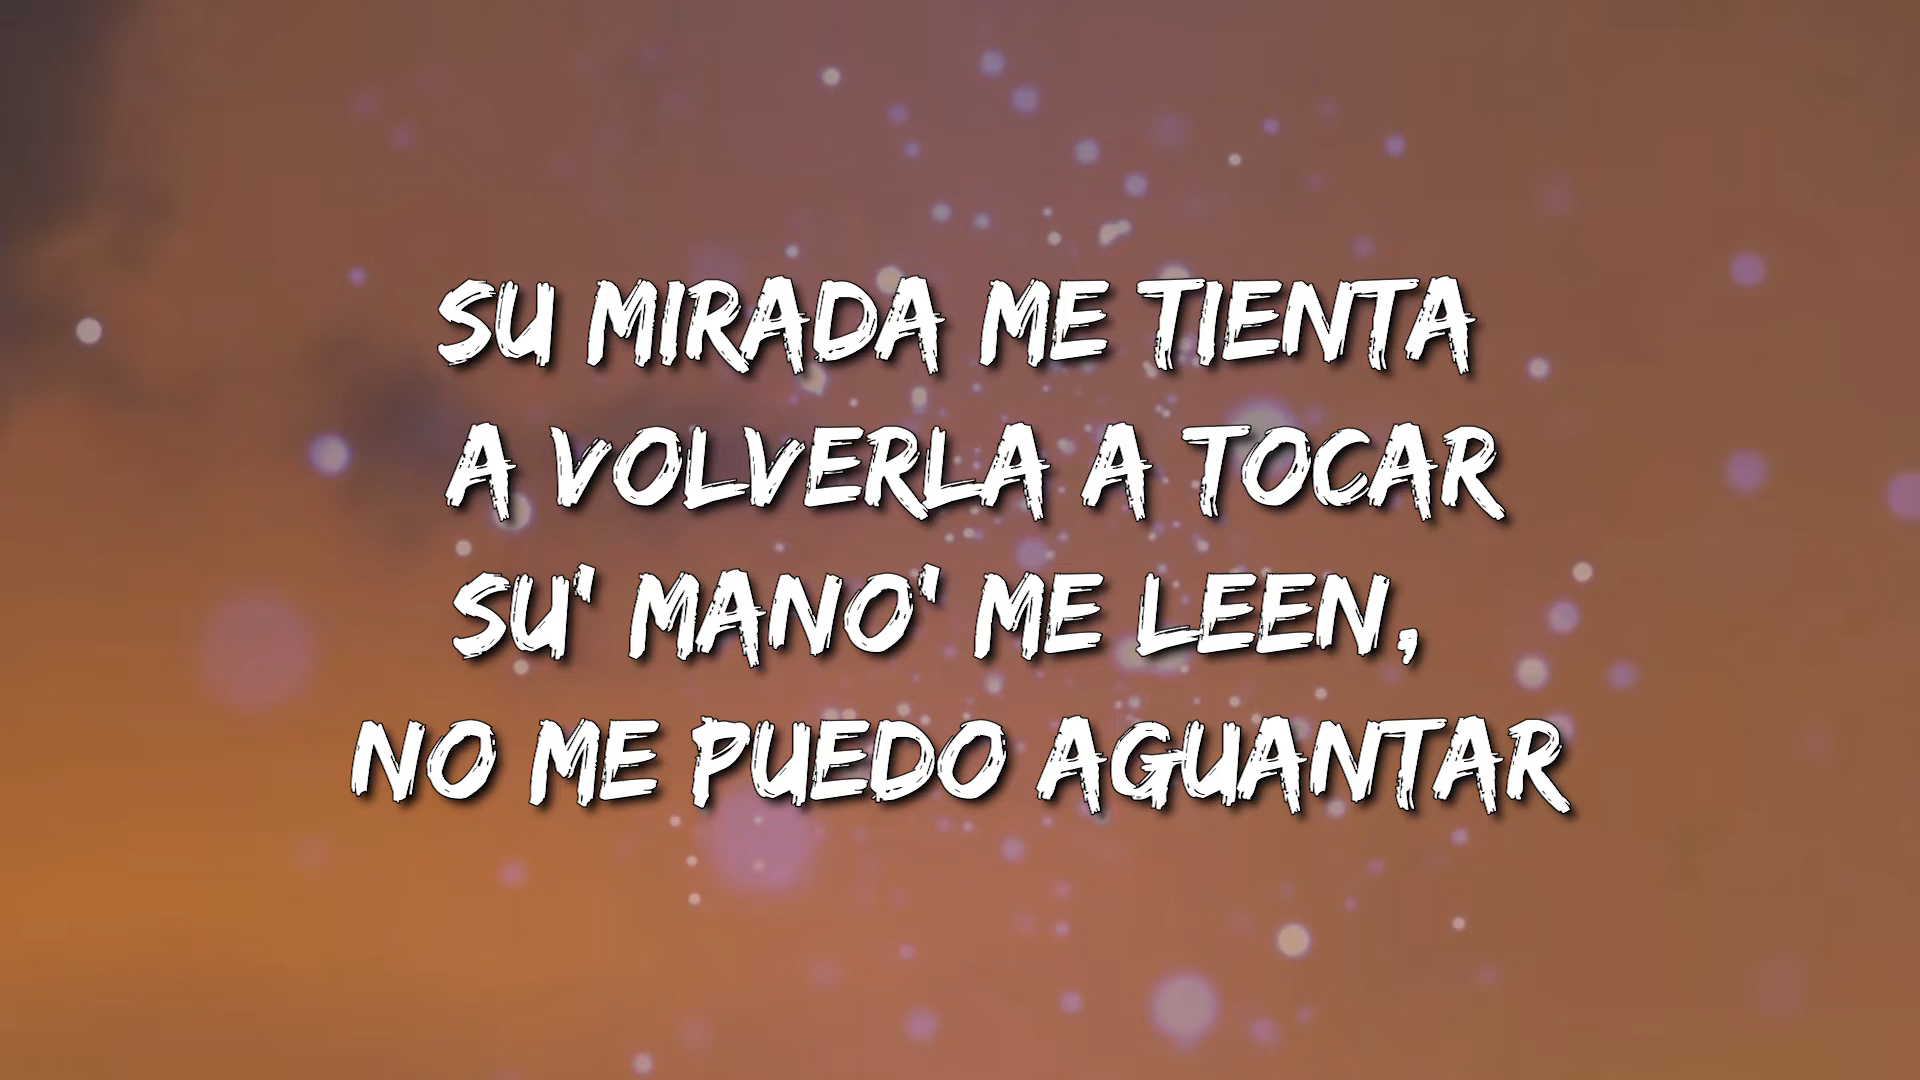 SU MIRADA ME TIENTA
A VOLVERLA A TOCAR
SU' MANO' ME LEEN,
NO ME PUEDO AGUANTAR